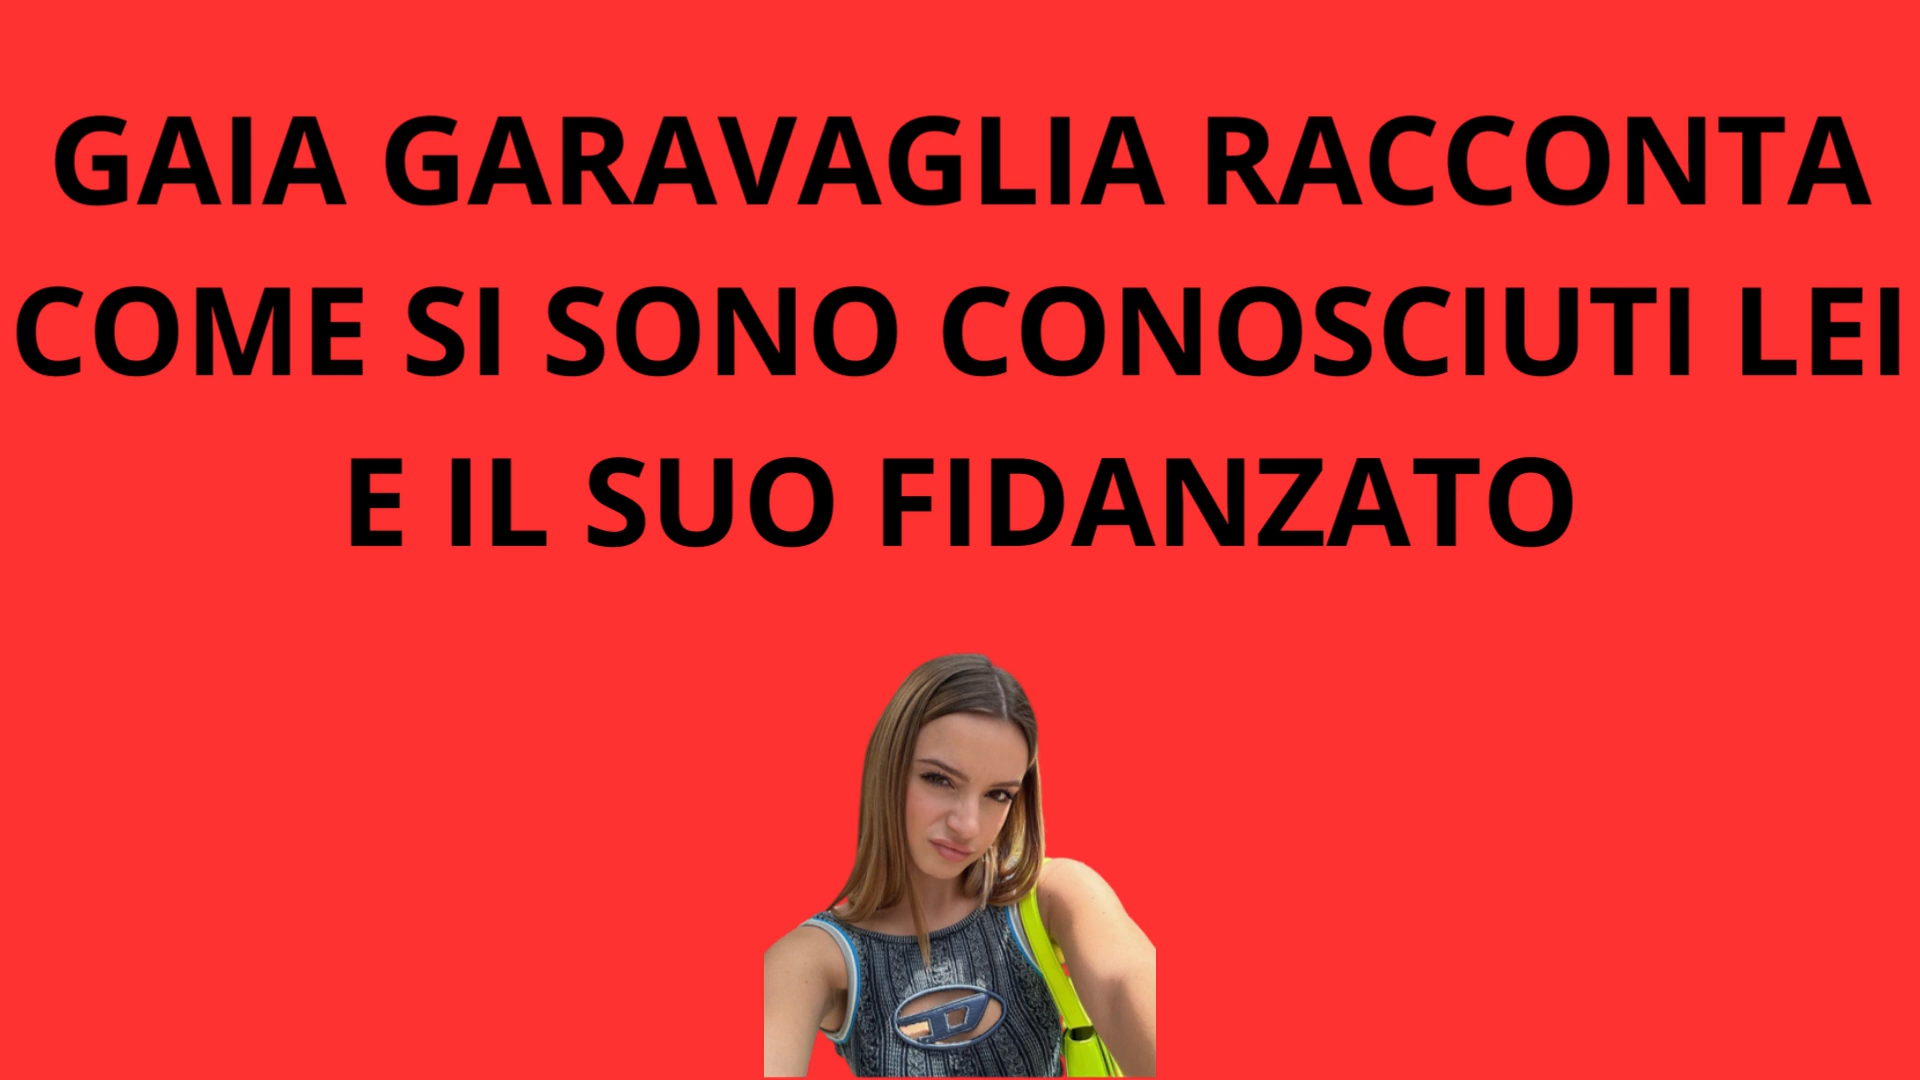 GAIA GARAVAGLIA RACCONTA
COME SI SONO CONOSCIUTI LEI
E IL SUO FIDANZATO
D